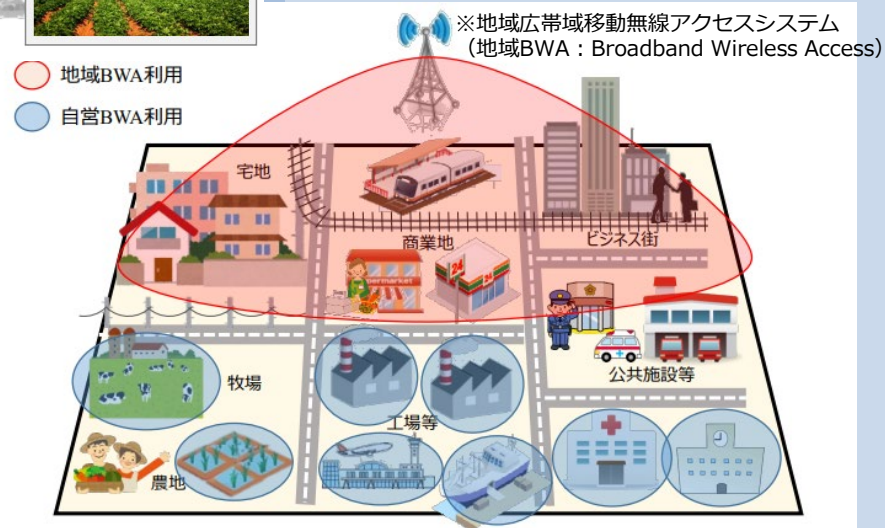 ※地域広帯域移動無線アクセスシステム
（地域BWA：Broadband Wireless Access）
地域BWA利用
自営BWA利用
宅地
商業地
ビジネス街
permarket
24
24
公共施設等
牧場
工場等
農地